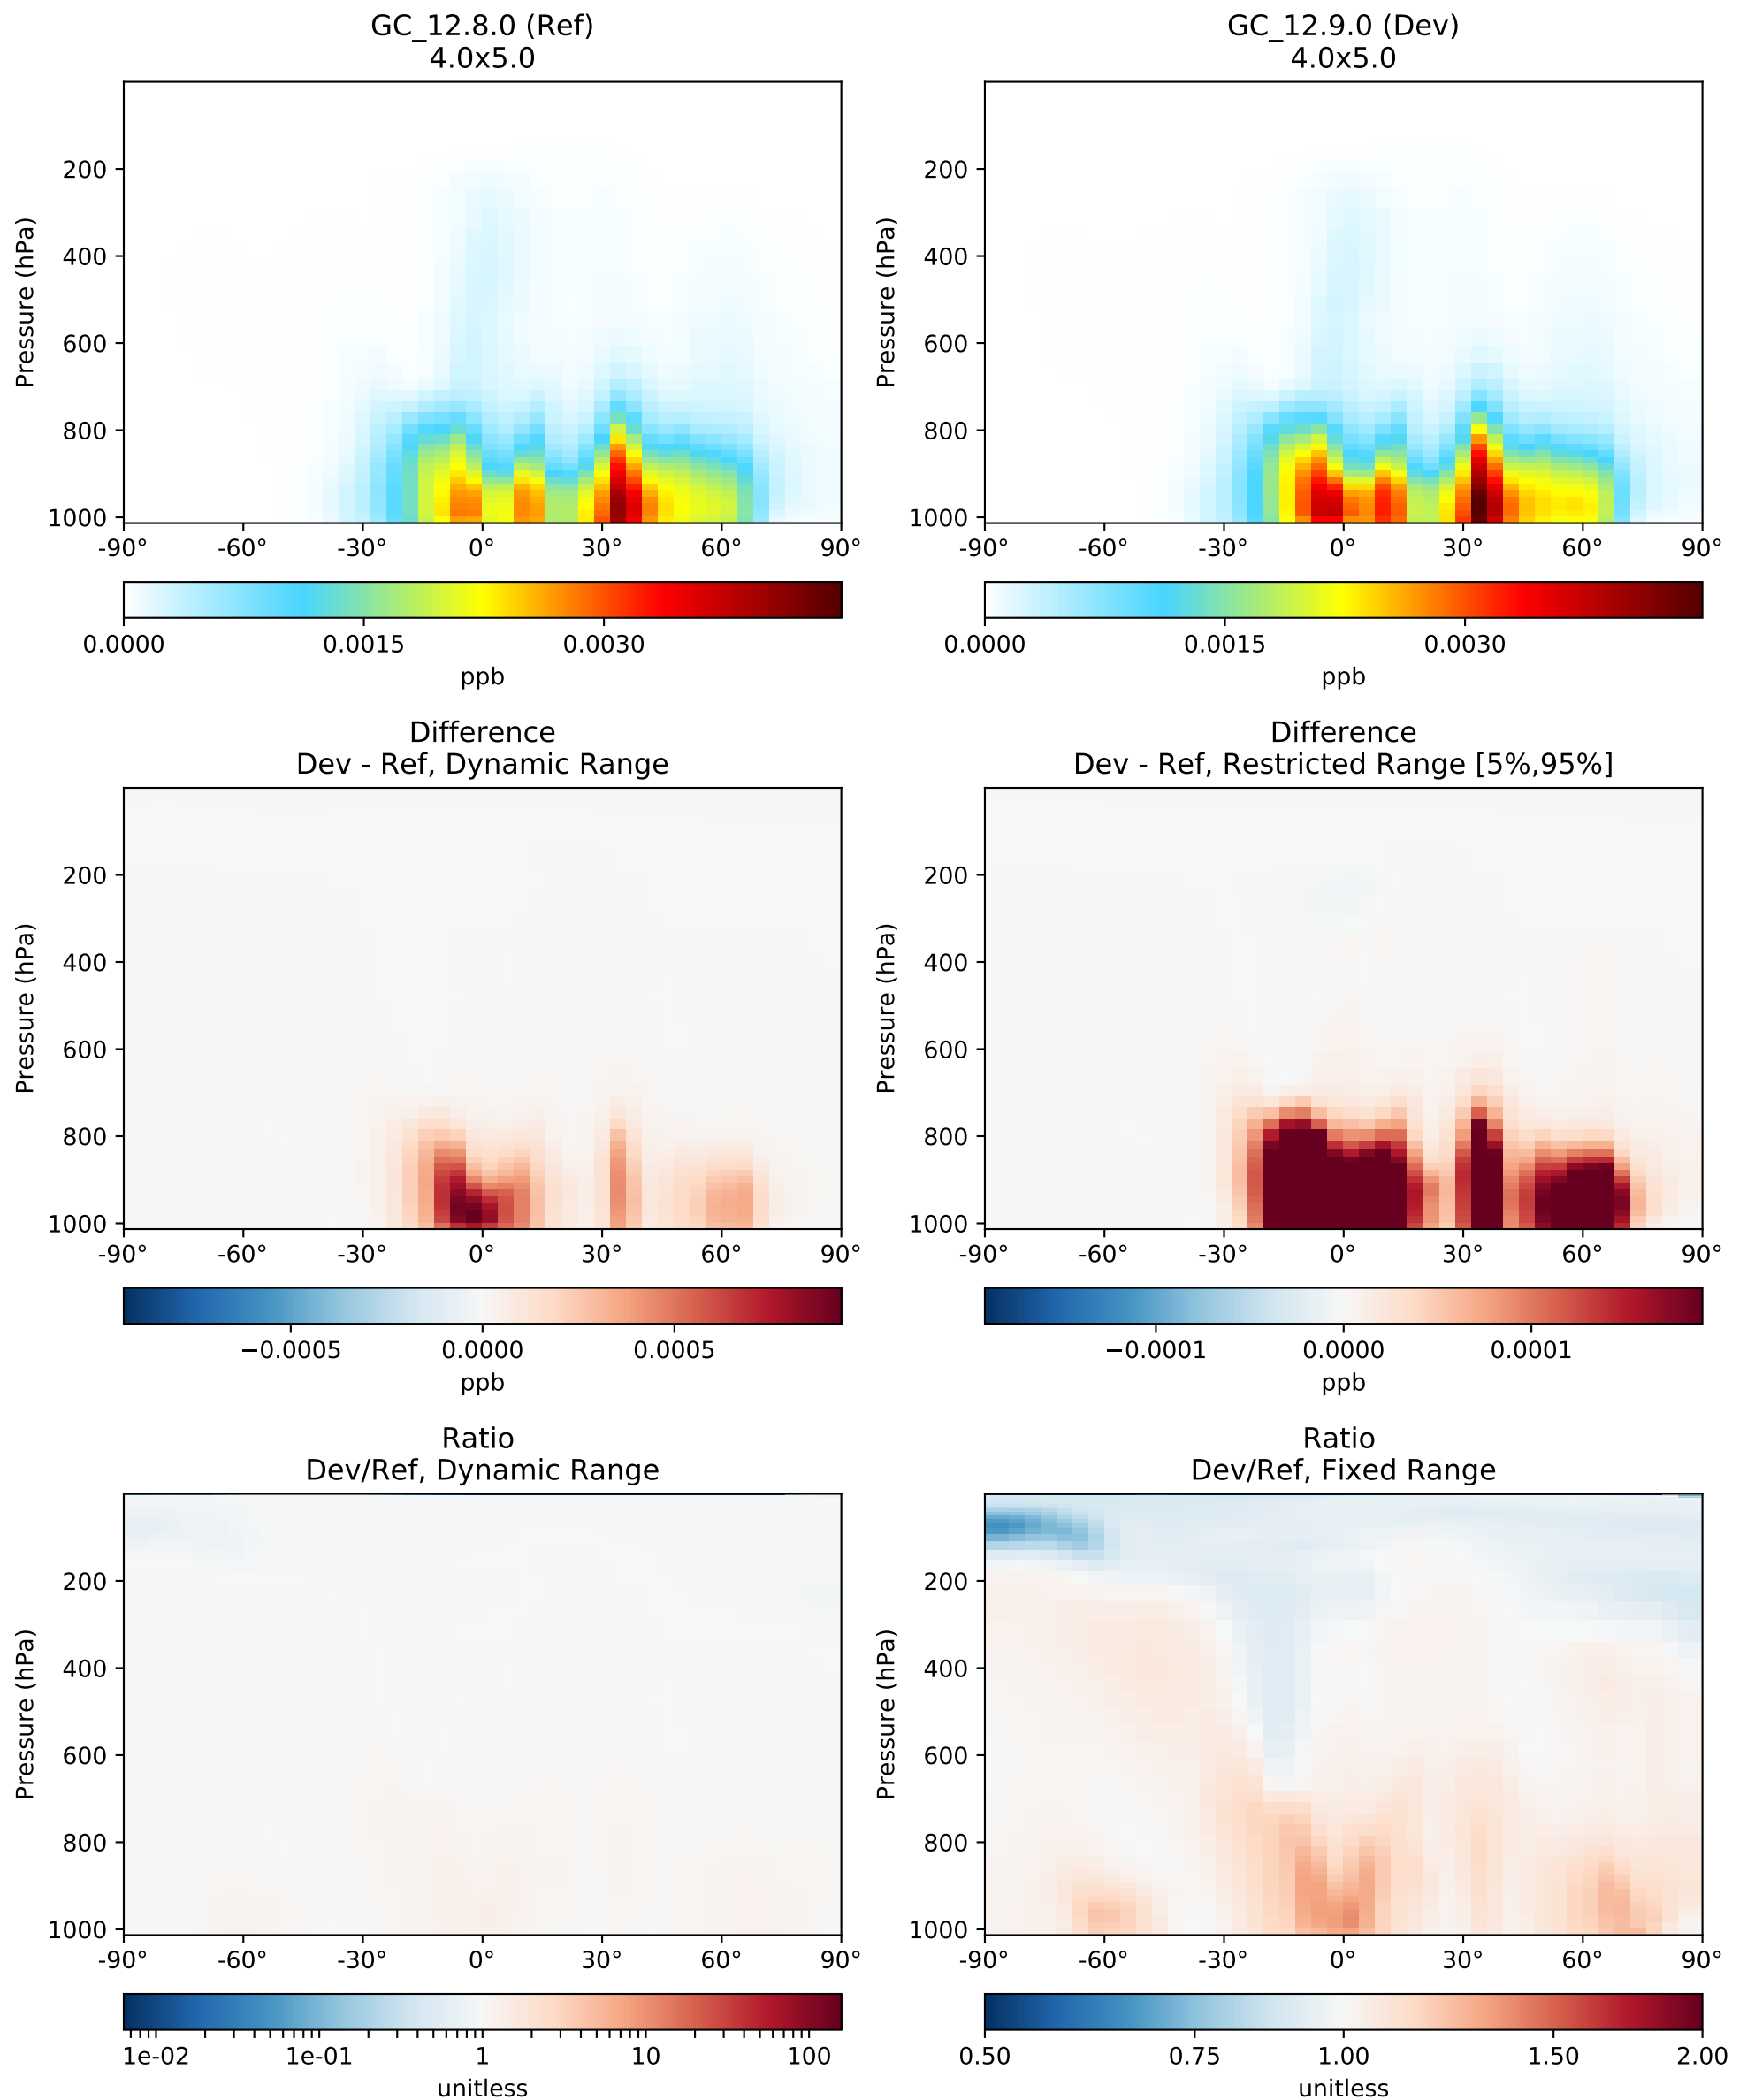 GC_12.8.0 (Ref)
4.0x5.0
Pressure (hPa)
200
400
600
800
1000
-90° -60° -30° 0° 30° 60° 90°
0.0000 0.0015 0.0030
ppb
GC_12.9.0 (Dev)
4.0x5.0
Pressure (hPa)
200
400
600
800
1000
-90° -60° -30° 0° 30° 60° 90°
0.0000 0.0015 0.0030
ppb
Difference
Dev - Ref, Dynamic Range
Pressure (hPa)
200
400
600
800
1000
-90° -60° -30° 0° 30° 60° 90°
−0.0005 0.0000 0.0005
ppb
Difference
Dev - Ref, Restricted Range [5%,95%]
Pressure (hPa)
200
400
600
800
1000
-90° -60° -30° 0° 30° 60° 90°
−0.0001 0.0000 0.0001
ppb
Ratio
Dev/Ref, Dynamic Range
Pressure (hPa)
200
400
600
800
1000
-90° -60° -30° 0° 30° 60° 90°
1e-02 1e-01 1 10 100
unitless
Ratio
Dev/Ref, Fixed Range
Pressure (hPa)
200
400
600
800
1000
-90° -60° -30° 0° 30° 60° 90°
0.50 0.75 1.00 1.50 2.00
unitless